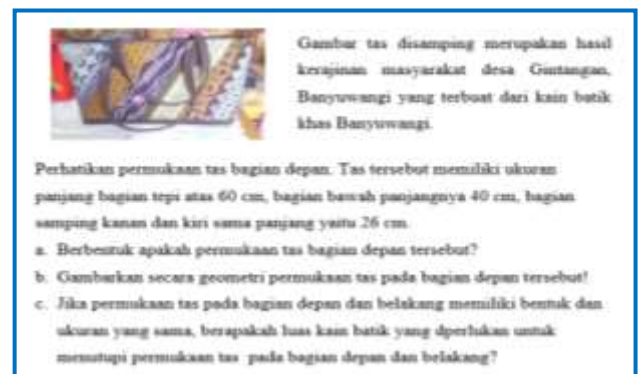 Gambar tas disamping merupakan hasil
kerajinan masyarakat desa Gintangan,
Banyuwangi yang terbuat dari kain batik
khas Banyuwangi.
Perhatikan permukaan tas bagian depan. Tas tersebut memiliki ukuran
panjang bagian tepi atas 60 cm, bagian bawah panjangnya 40 cm, bagian
samping kanan dan kiri sama panjang yaitu 26 cm.
a. Berbentuk apakah permukaan tas bagian depan tersebut?
b. Gambarkan secara geometri permukaan tas pada bagian depan tersebut!
c. Jika permukaan tas pada bagian depan dan belakang memiliki bentuk dan
ukuran yang sama, berapakah luas kain batik yang dperlukan untuk
menutupi permukaan tas pada bagian depan dan belakang?